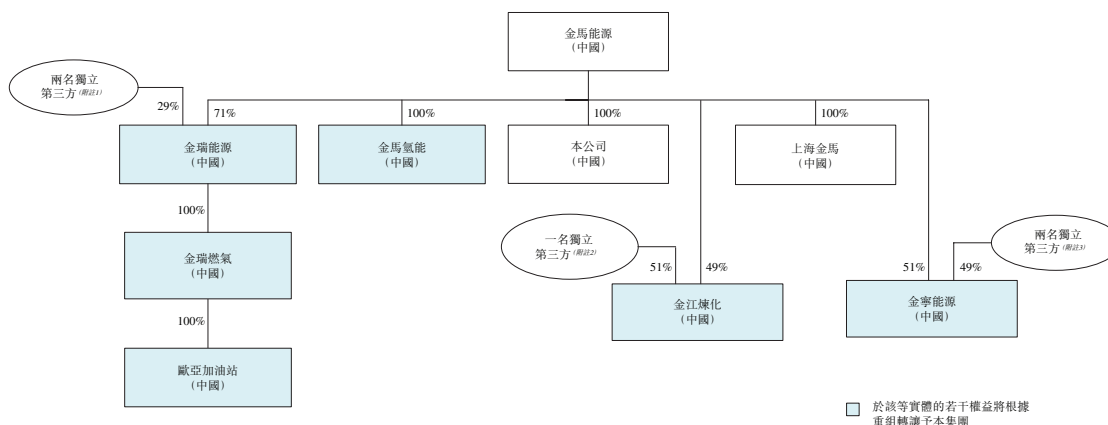 金馬能源
(中國)
兩名獨立
第三方(附註1)
29%
71%
100%
100%
100%
金瑞能源
(中國)
金馬氫能
(中國)
本公司
(中國)
上海金馬
(中國)
100%
金瑞燃氣
(中國)
一名獨立
第三方(附註2)
51%
49%
兩名獨立
第三方(附註3)
51%
49%
金江煉化
(中國)
金寧能源
(中國)
100%
歐亞加油站
(中國)
於該等實體的若干權益將根據
重組轉讓予本集團